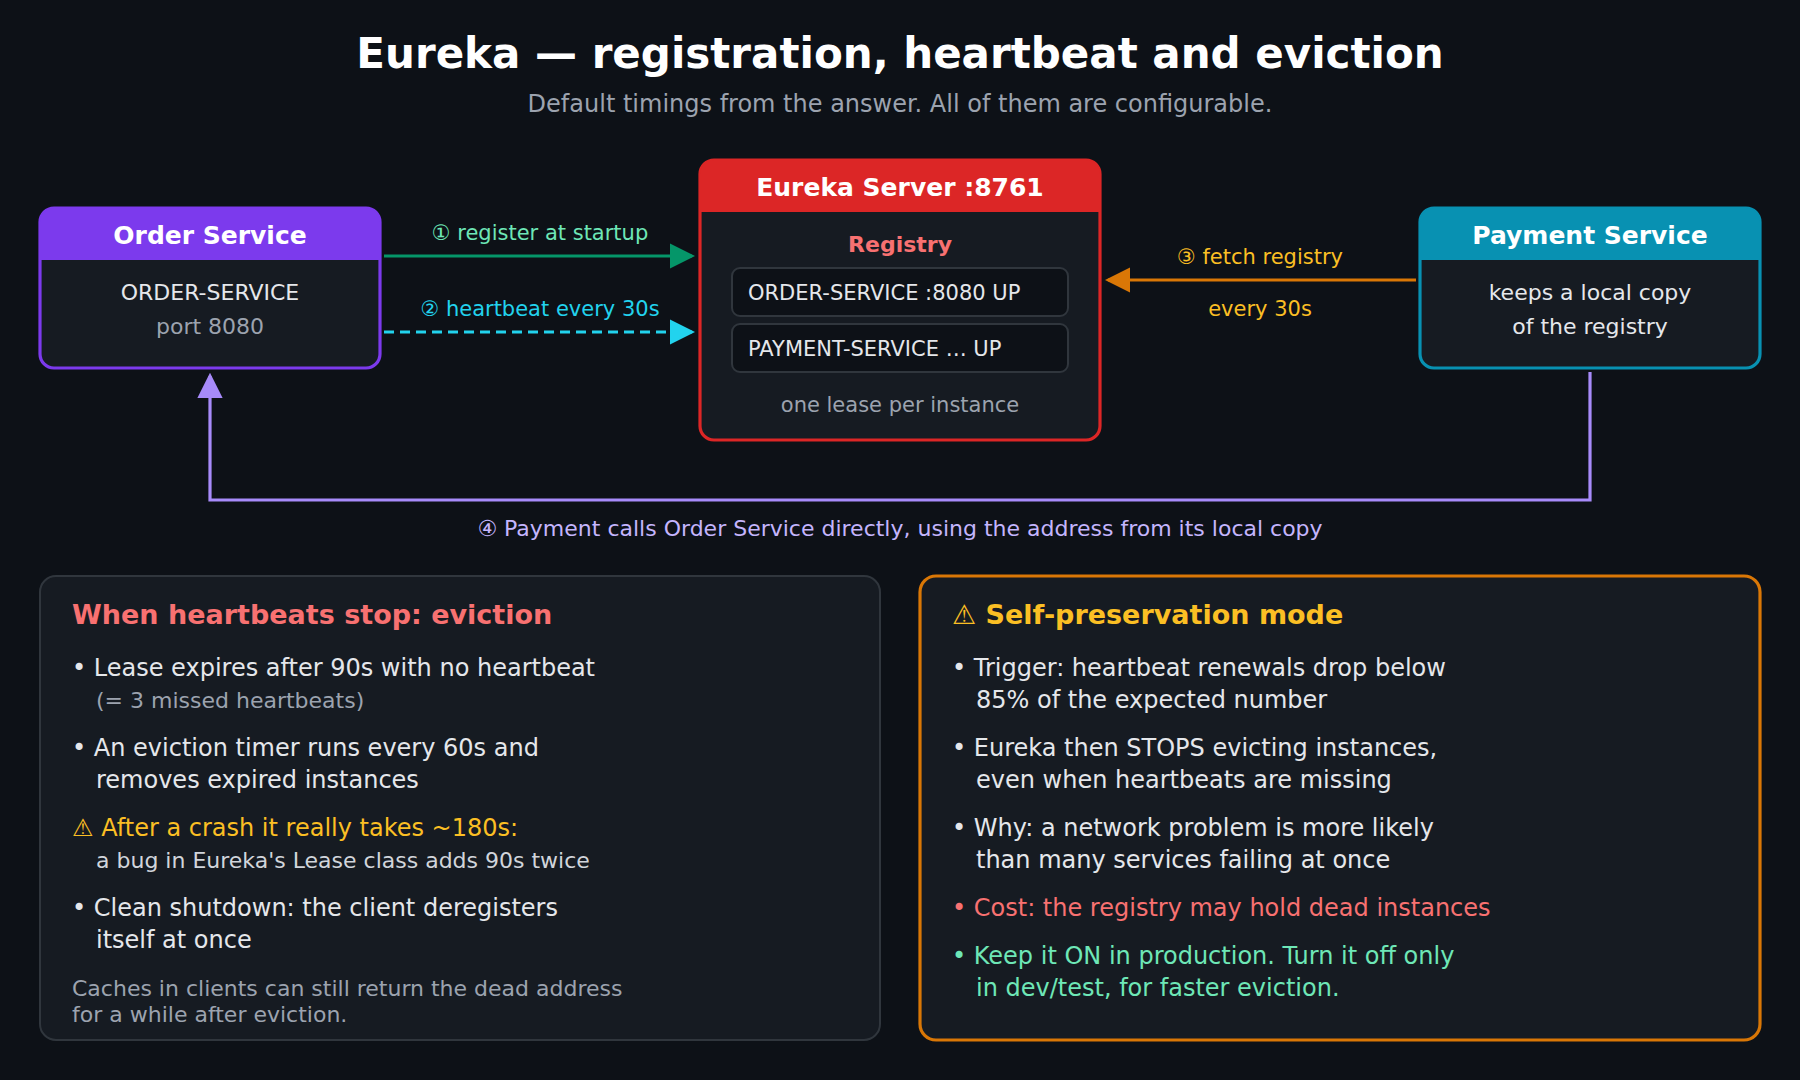 Eureka — registration, heartbeat and eviction
Default timings from the answer. All of them are configurable.
Order Service
ORDER-SERVICE
port 8080
① register at startup
② heartbeat every 30s
Eureka Server :8761
Registry
ORDER-SERVICE :8080 UP
PAYMENT-SERVICE ... UP
one lease per instance
③ fetch registry
every 30s
Payment Service
keeps a local copy
of the registry
④ Payment calls Order Service directly, using the address from its local copy
When heartbeats stop: eviction
• Lease expires after 90s with no heartbeat
(= 3 missed heartbeats)
• An eviction timer runs every 60s and
removes expired instances
⚠ After a crash it really takes ~180s:
a bug in Eureka's Lease class adds 90s twice
• Clean shutdown: the client deregisters
itself at once
Caches in clients can still return the dead address
for a while after eviction.
⚠ Self-preservation mode
• Trigger: heartbeat renewals drop below
85% of the expected number
• Eureka then STOPS evicting instances,
even when heartbeats are missing
• Why: a network problem is more likely
than many services failing at once
• Cost: the registry may hold dead instances
• Keep it ON in production. Turn it off only
in dev/test, for faster eviction.